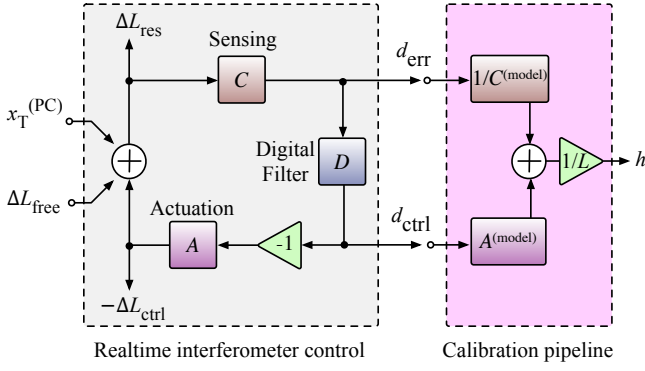 ΔL_res
Sensing
C
d_err
1/C^(model)
x_T^(PC)
+
Digital
Filter
D
+
1/L
h
ΔL_free
Actuation
A
-1
d_ctrl
A^(model)
−ΔL_ctrl
Realtime interferometer control
Calibration pipeline